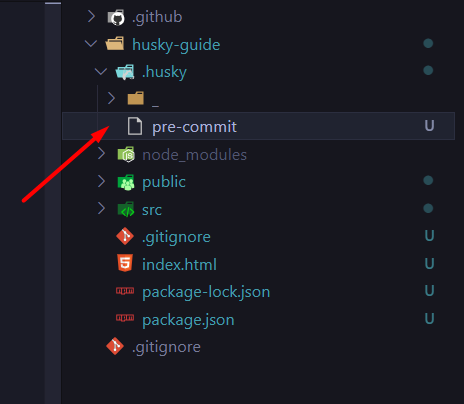 .github
husky-guide
.husky
_
pre-commit U
node_modules
public
src
.gitignore U
index.html U
package-lock.json U
package.json U
.gitignore